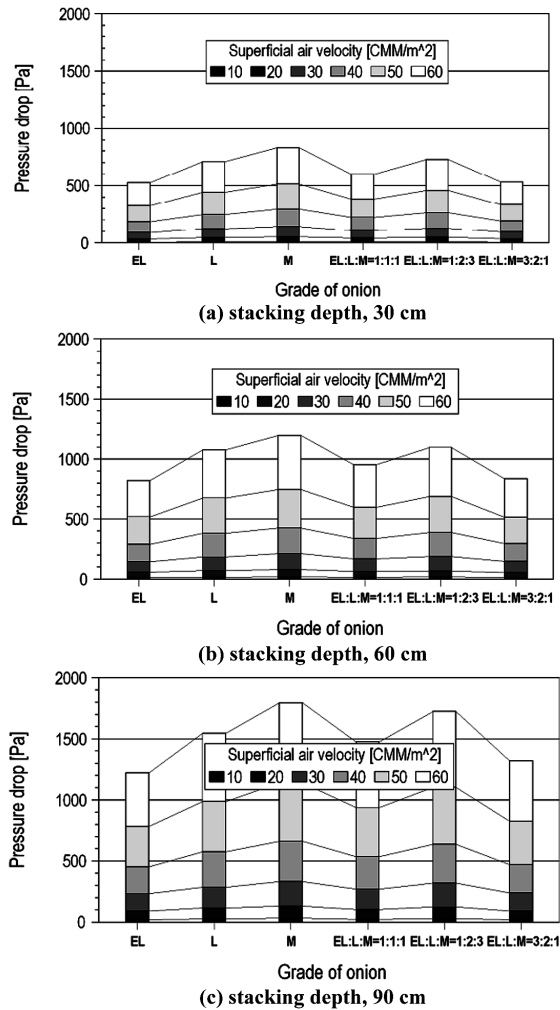 2000
Superficial air velocity [CMM/m^2]
10 20 30 40 50 60
1500
1000
500
0
Pressure drop [Pa]
EL L M EL:L:M=1:1:1 EL:L:M=1:2:3 EL:L:M=3:2:1
Grade of onion
(a) stacking depth, 30 cm
2000
Superficial air velocity [CMM/m^2]
10 20 30 40 50 60
1500
1000
500
0
Pressure drop [Pa]
EL L M EL:L:M=1:1:1 EL:L:M=1:2:3 EL:L:M=3:2:1
Grade of onion
(b) stacking depth, 60 cm
2000
1500
Superficial air velocity [CMM/m^2]
10 20 30 40 50 60
1000
500
0
Pressure drop [Pa]
EL L M EL:L:M=1:1:1 EL:L:M=1:2:3 EL:L:M=3:2:1
Grade of onion
(c) stacking depth, 90 cm